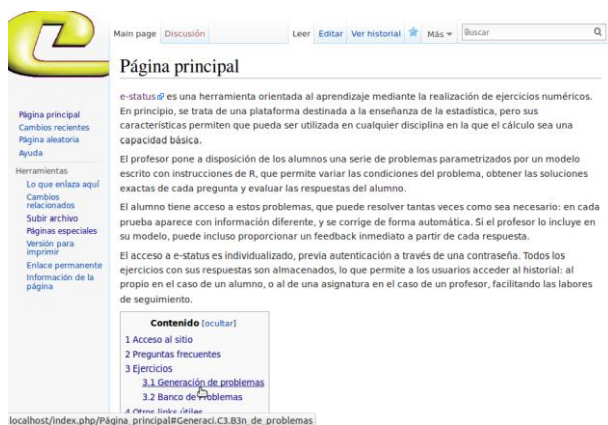 Main page Discusión Leer Editar Ver historial Más Buscar
Página principal
e-status es una herramienta orientada al aprendizaje mediante la realización de ejercicios numéricos.
En principio, se trata de una plataforma destinada a la enseñanza de la estadística, pero sus
características permiten que pueda ser utilizada en cualquier disciplina en la que el cálculo sea una
capacidad básica.
El profesor pone a disposición de los alumnos una serie de problemas parametrizados por un modelo
escrito con instrucciones de R, que permite variar las condiciones del problema, obtener las soluciones
exactas de cada pregunta y evaluar las respuestas del alumno.
El alumno tiene acceso a estos problemas, que puede resolver tantas veces como sea necesario: en cada
prueba aparece con información diferente, y se corrige de forma automática. Si el profesor lo incluye en
su modelo, puede incluso proporcionar un feedback inmediato a partir de cada respuesta.
El acceso a e-status es individualizado, previa autenticación a través de una contraseña. Todos los
ejercicios con sus respuestas son almacenados, lo que permite a los usuarios acceder al historial: al
propio en el caso de un alumno, o al de una asignatura en el caso de un profesor, facilitando las labores
de seguimiento.
Contenido [ocultar]
1 Acceso al sitio
2 Preguntas frecuentes
3 Ejercicios
3.1 Generación de problemas
3.2 Banco de Problemas
4 Otros links útiles
Página principal
Cambios recientes
Página aleatoria
Ayuda
Herramientas
Lo que enlaza aquí
Cambios
relacionados
Subir archivo
Páginas especiales
Versión para
imprimir
Enlace permanente
Información de la
página
localhost/index.php/Página_principal#Generaci.C3.B3n_de_problemas